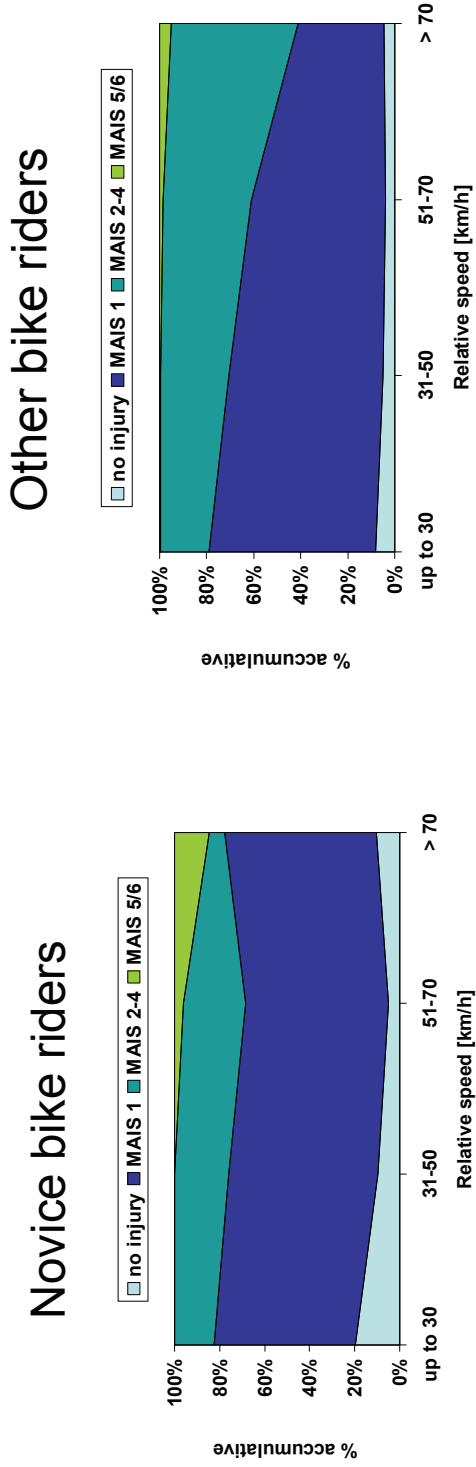 Novice bike riders
no injury MAIS 1 MAIS 2-4 MAIS 5/6
100%
80%
60%
40%
20%
0%
% accumulative
up to 30 31-50 51-70 > 70
Relative speed [km/h]
Other bike riders
no injury MAIS 1 MAIS 2-4 MAIS 5/6
100%
80%
60%
40%
20%
0%
% accumulative
up to 30 31-50 51-70 > 70
Relative speed [km/h]